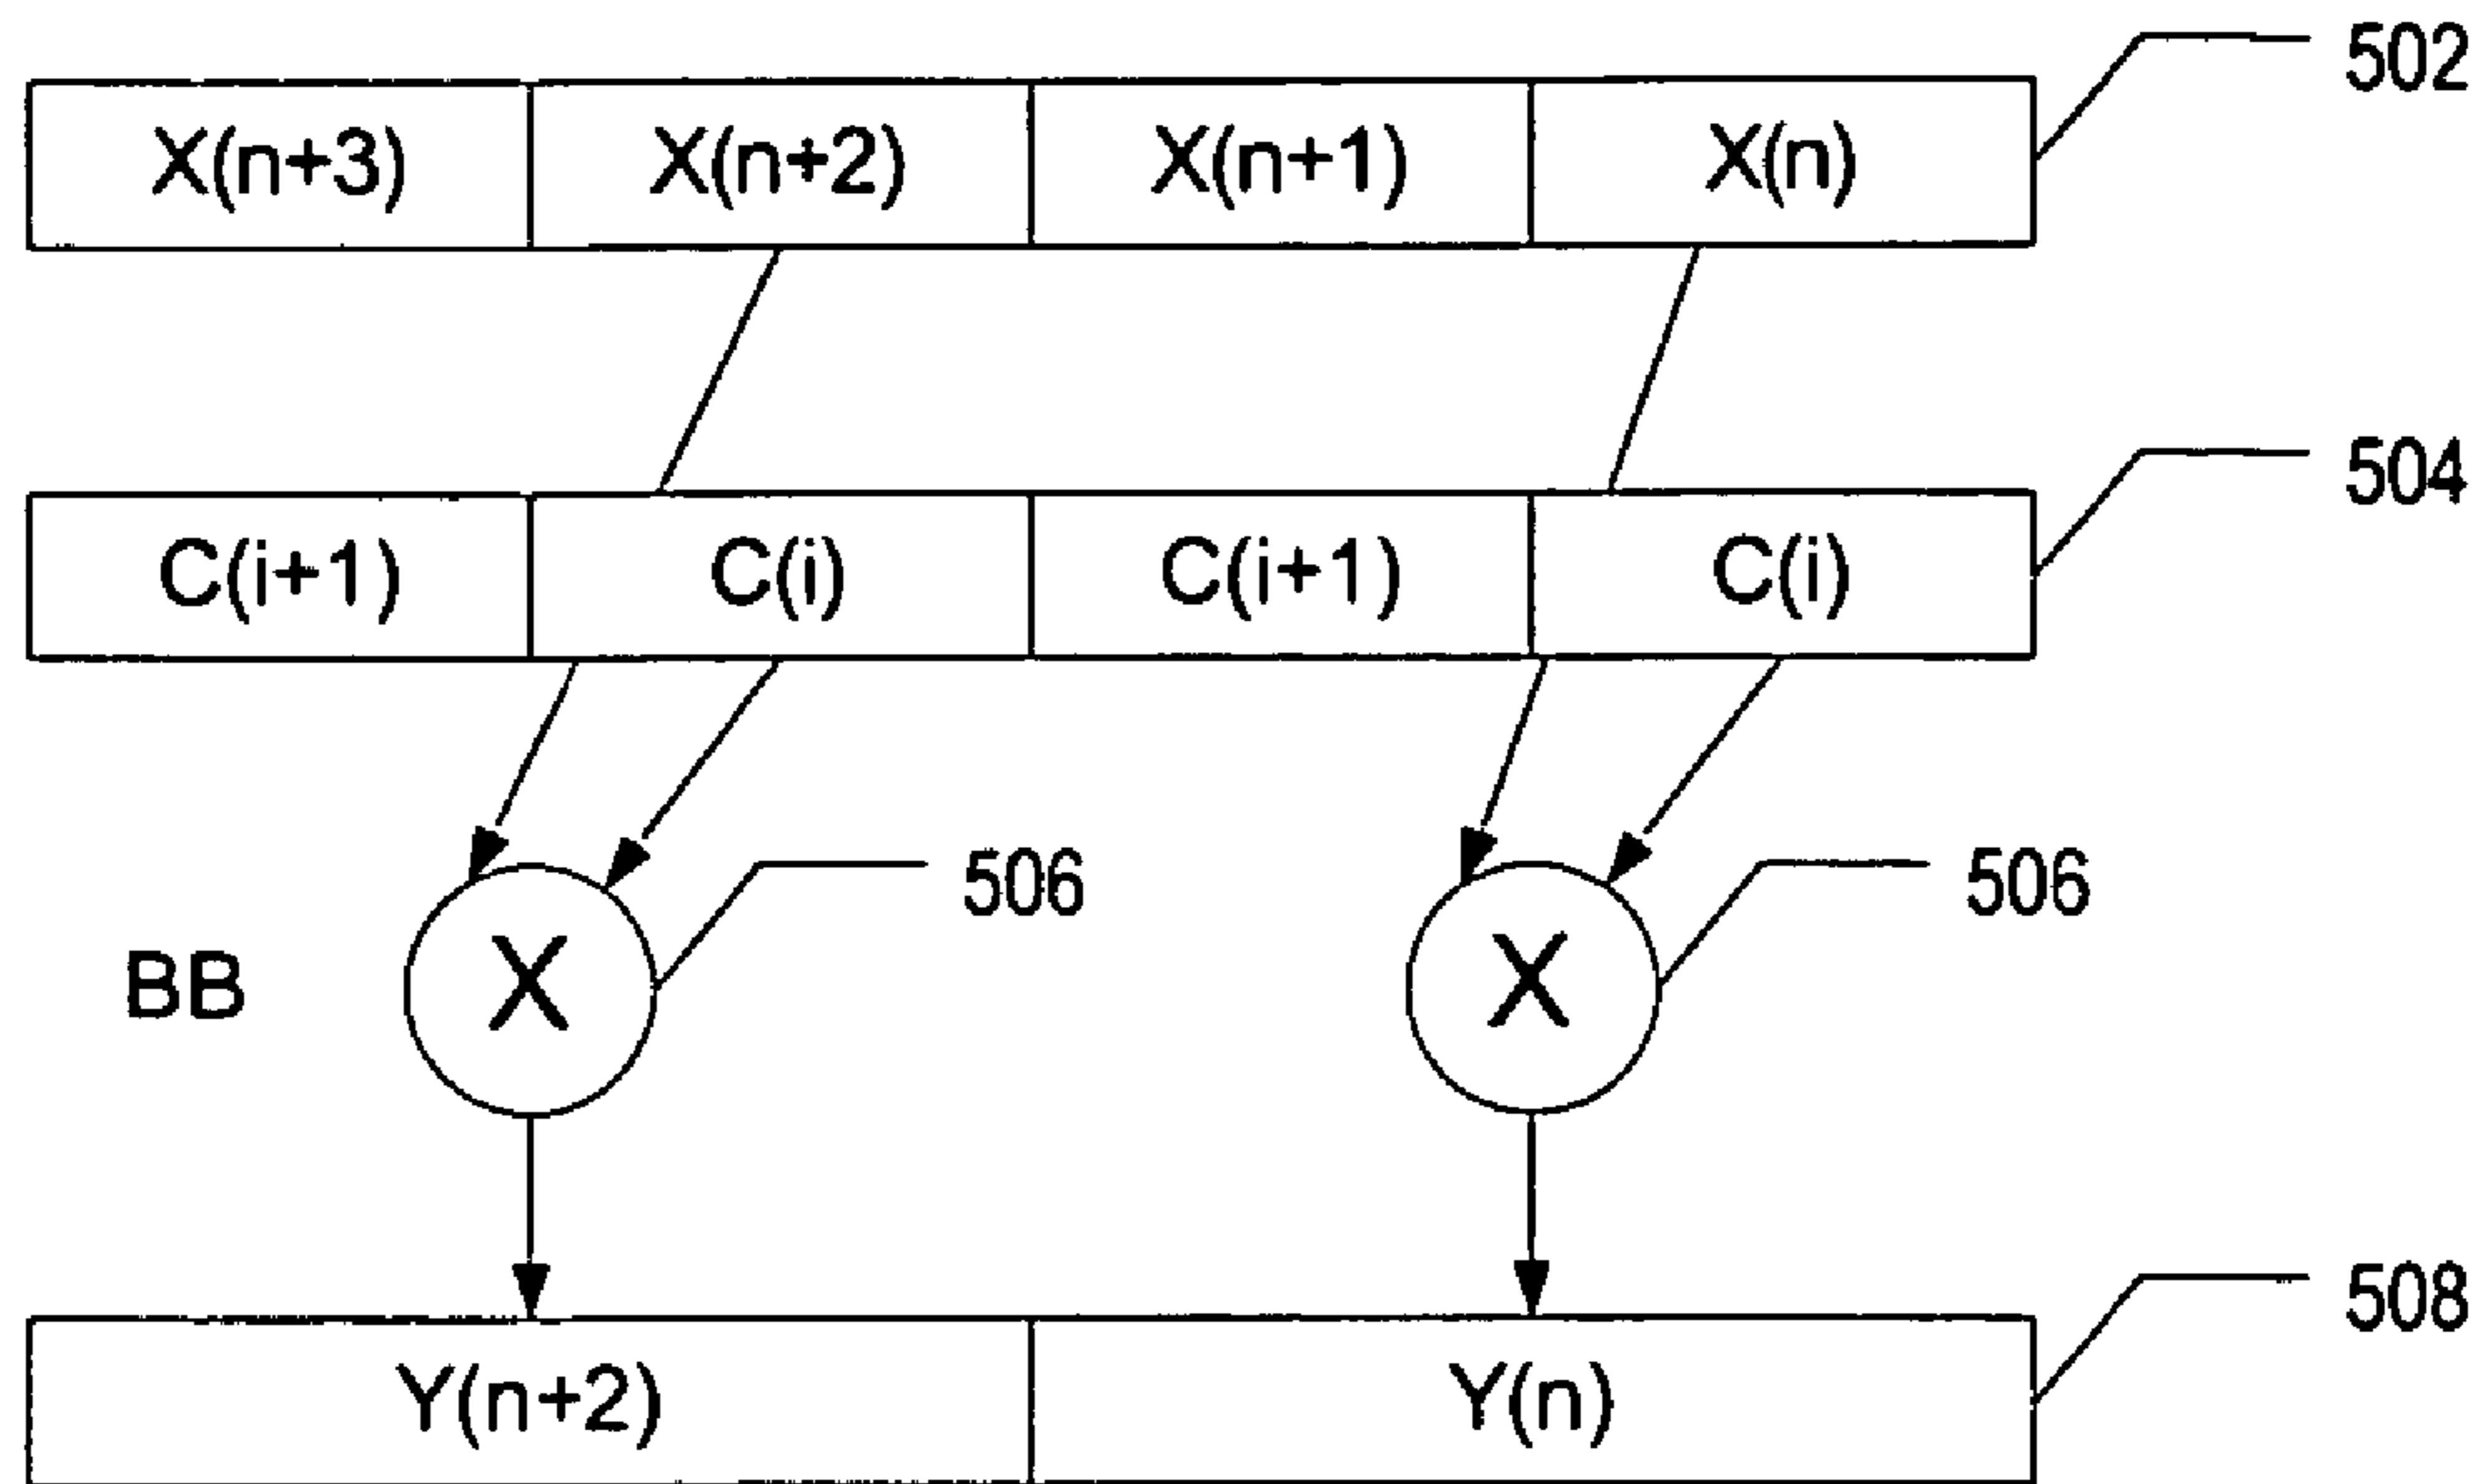 502
X(n+3) X(n+2) X(n+1) X(n)
504
C(i+1) C(i) C(i+1) C(i)
506 506
BB X X
508
Y(n+2) Y(n)